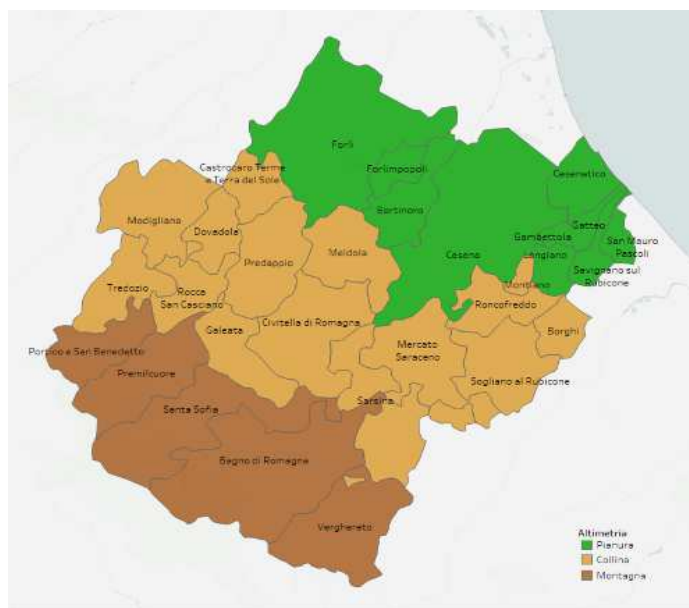 Forlì
Forlimpopoli
Castrocaro Terme
e Terra del Sole
Cesenatico
Bertinoro
Modigliana
Gatteo
Dovadola
Gambettola
San Mauro
Pascoli
Meldola
Cesena
Longiano
Predappio
Savignano sul
Rubicone
Montiano
Tredozio
Rocca
San Casciano
Roncofreddo
Galeata
Civitella di Romagna
Borghi
Mercato
Saraceno
Portico e San Benedetto
Premilcuore
Sogliano al Rubicone
Sarsina
Santa Sofia
Bagno di Romagna
Verghereto
Altimetria
Pianura
Collina
Montagna